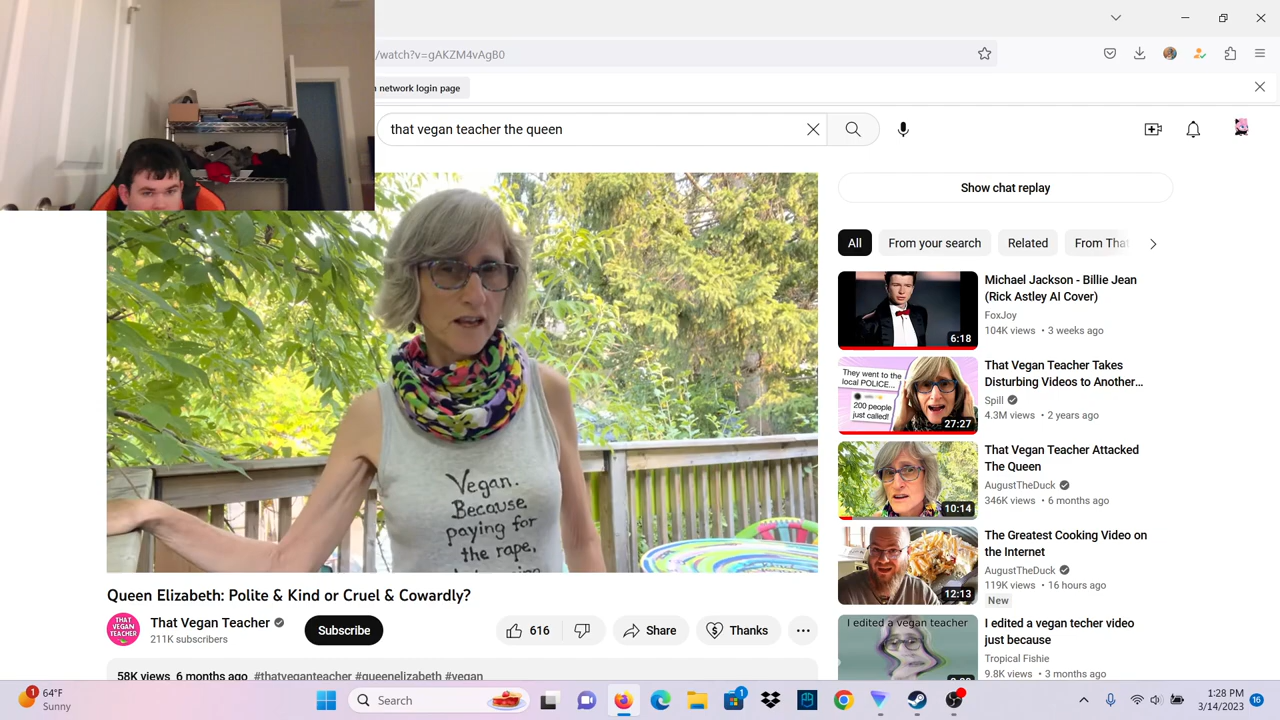 /watch?v=gAKZM4vAgB0
network login page
that vegan teacher the queen
Show chat replay
All
From your search
Related
From Tha
Vegan.
Because
paying for
the rape,
Michael Jackson - Billie Jean
(Rick Astley AI Cover)
FoxJoy
104K views • 3 weeks ago
6:18
They went to the
local POLICE...
200 people
just called!
27:27
That Vegan Teacher Takes
Disturbing Videos to Another...
Spill
4.3M views • 2 years ago
10:14
That Vegan Teacher Attacked
The Queen
AugustTheDuck
346K views • 6 months ago
12:13
The Greatest Cooking Video on
the Internet
AugustTheDuck
119K views • 16 hours ago
New
I edited a vegan teacher
I edited a vegan techer video
just because
Tropical Fishie
9.8K views • 3 months ago
Queen Elizabeth: Polite & Kind or Cruel & Cowardly?
THAT
VEGAN
TEACHER
That Vegan Teacher
211K subscribers
Subscribe
616
Share
Thanks
58K views 6 months ago #thatveganteacher #queenelizabeth #vegan
1
64°F
Sunny
Search
1
1:28 PM
3/14/2023
16